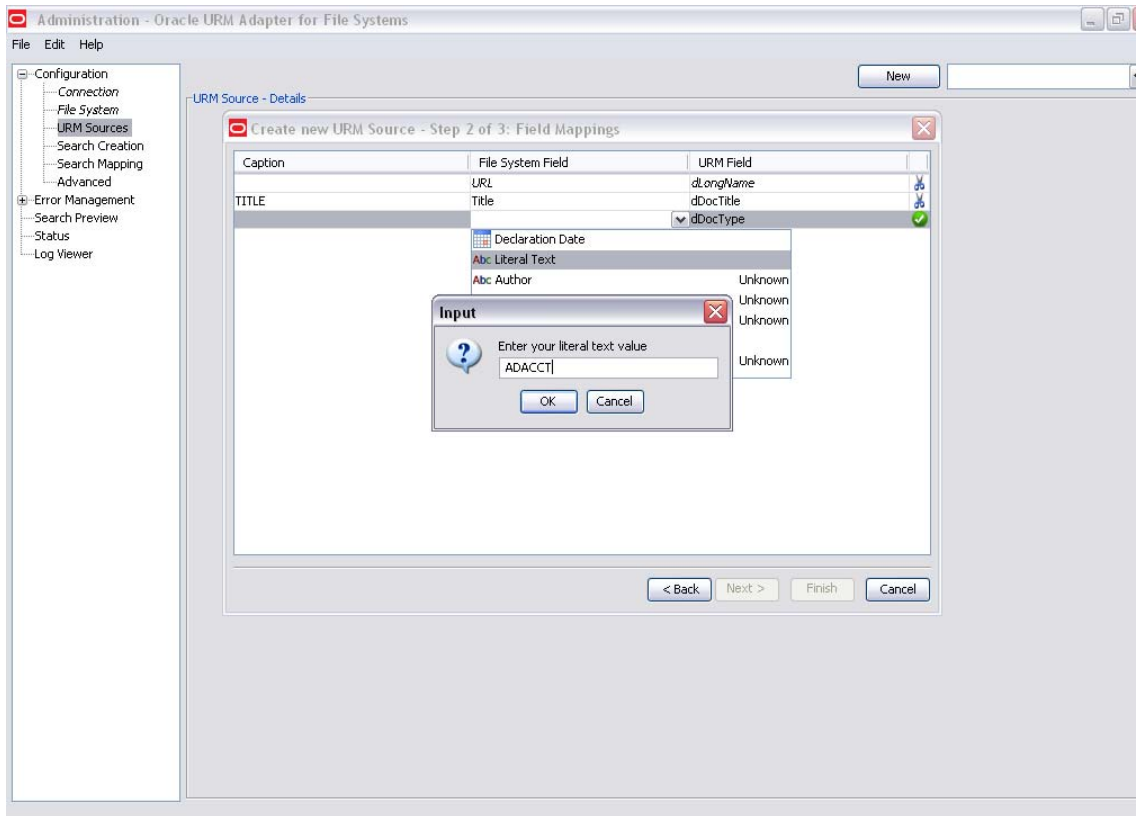 Administration - Oracle URM Adapter for File Systems
File Edit Help
Configuration
Connection
File System
URM Sources
Search Creation
Search Mapping
Advanced
Error Management
Search Preview
Status
Log Viewer
New
URM Source - Details
Create new URM Source - Step 2 of 3: Field Mappings
Caption File System Field URM Field
URL dLongName
TITLE Title dDocTitle
dDocType
Declaration Date
Abc Literal Text
Abc Author Unknown
Unknown
Unknown
Unknown
Input
Enter your literal text value
ADACCT
OK Cancel
< Back Next > Finish Cancel